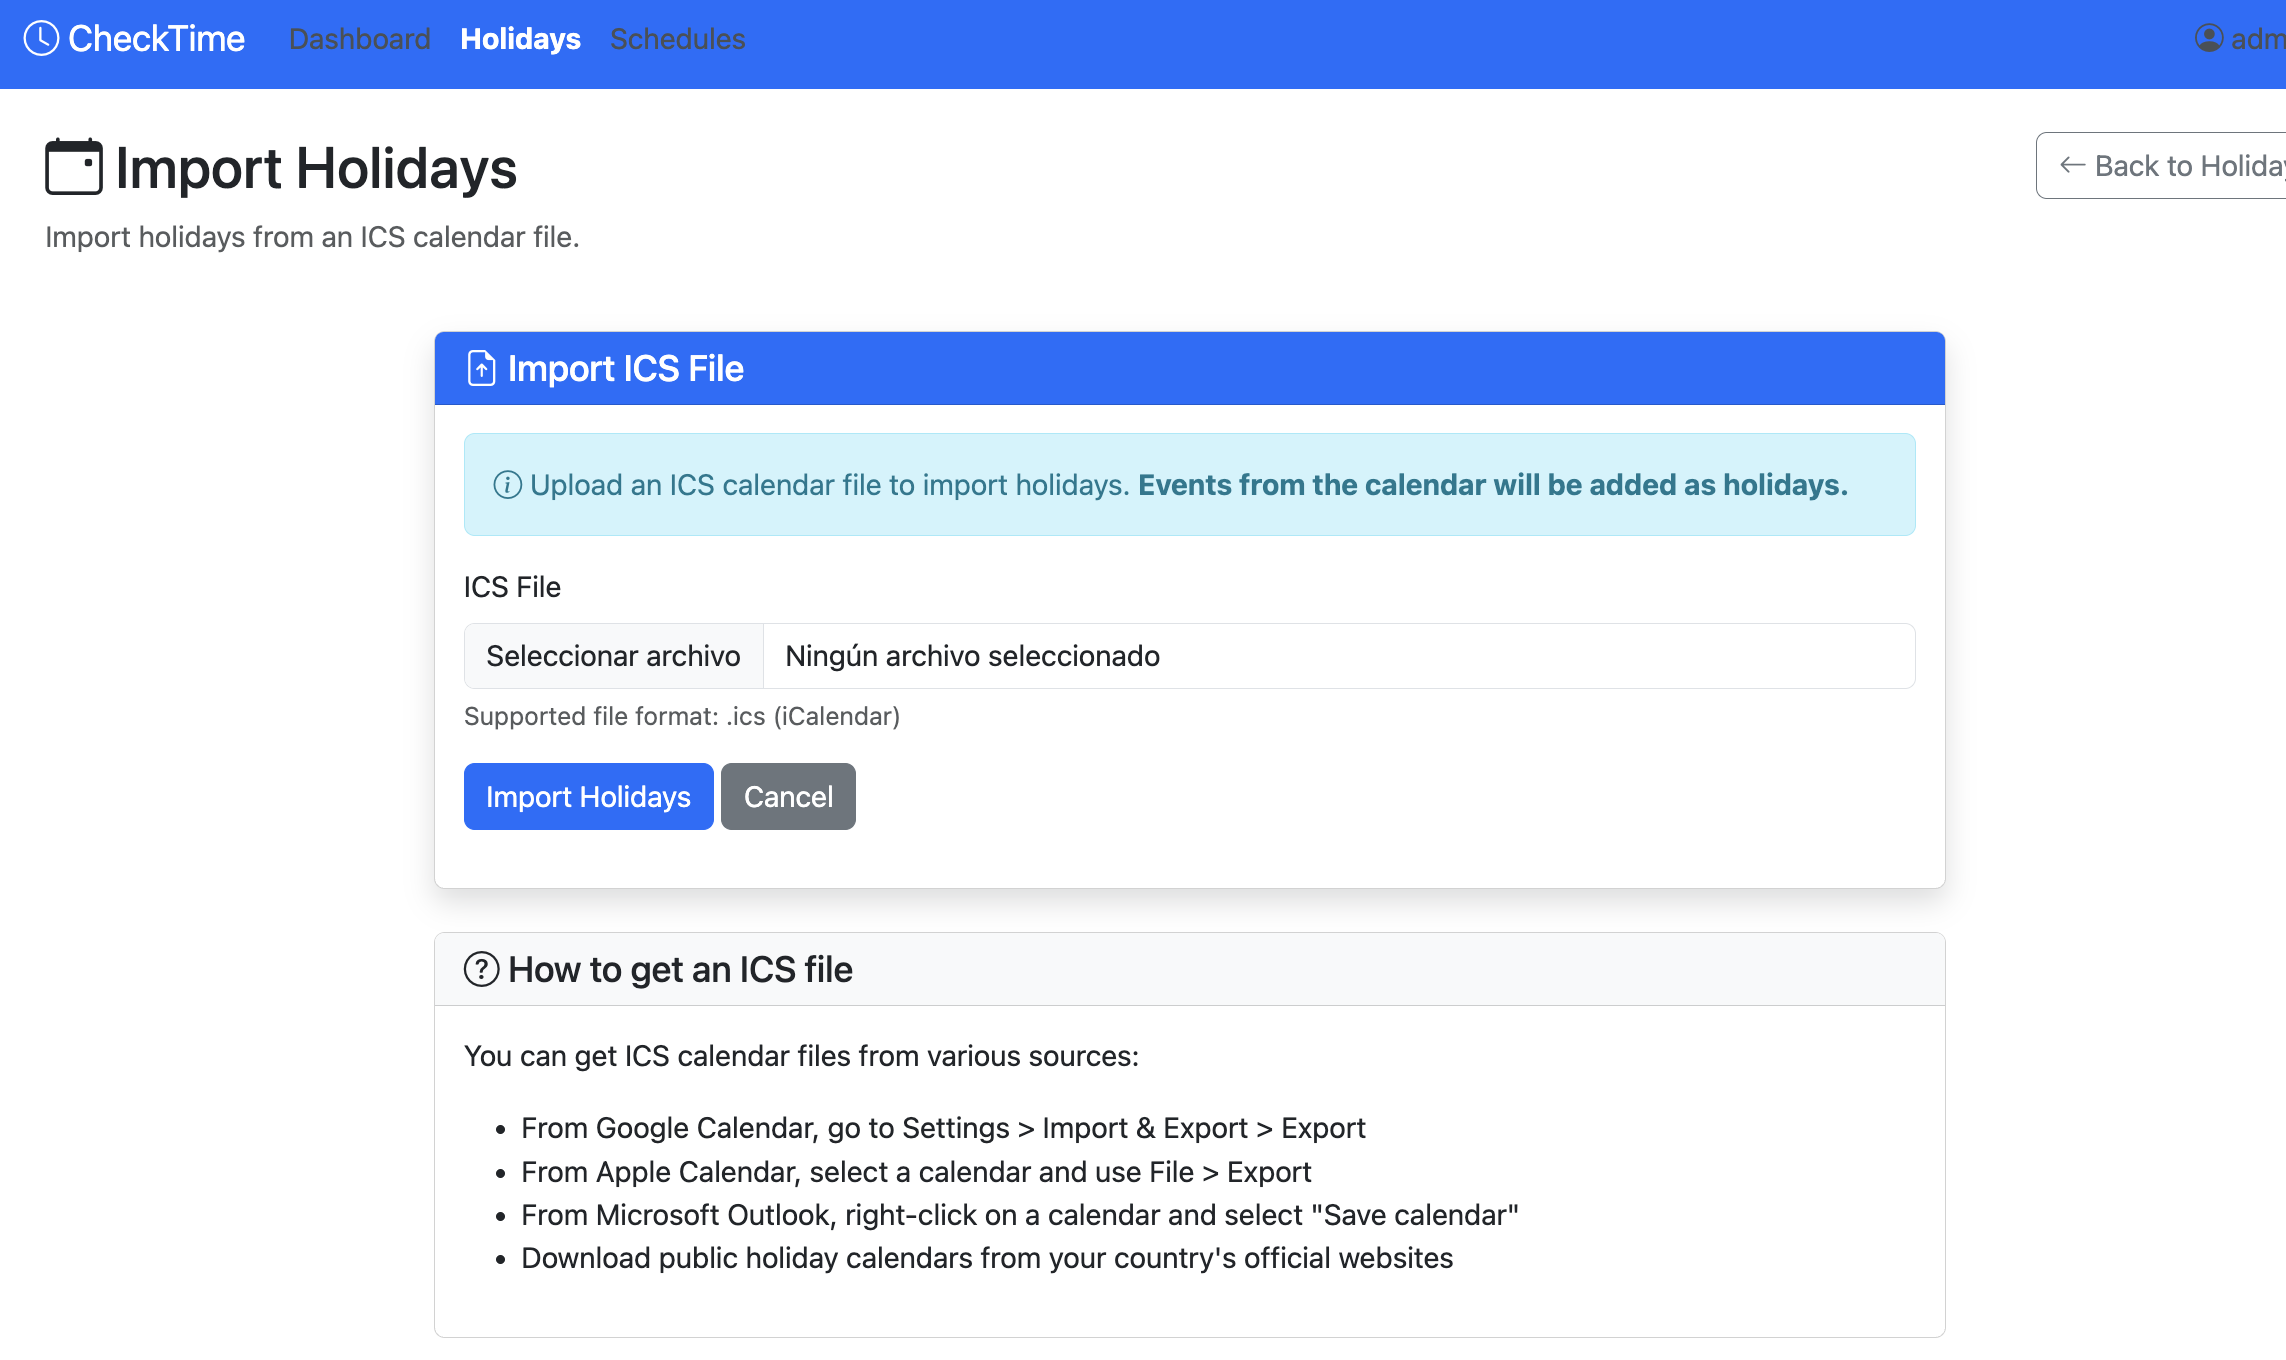 CheckTime Dashboard Holidays Schedules adm
Import Holidays
← Back to Holiday
Import holidays from an ICS calendar file.
Import ICS File
Upload an ICS calendar file to import holidays. Events from the calendar will be added as holidays.
ICS File
Seleccionar archivo Ningún archivo seleccionado
Supported file format: .ics (iCalendar)
Import Holidays Cancel
How to get an ICS file
You can get ICS calendar files from various sources:
• From Google Calendar, go to Settings > Import & Export > Export
• From Apple Calendar, select a calendar and use File > Export
• From Microsoft Outlook, right-click on a calendar and select "Save calendar"
• Download public holiday calendars from your country's official websites